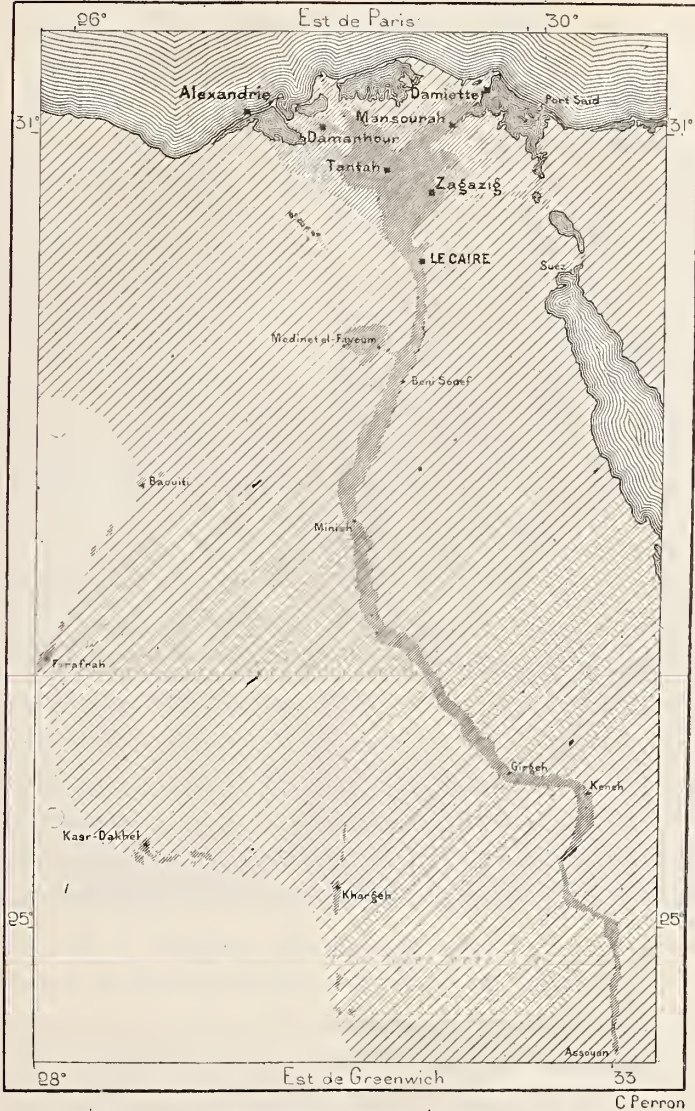 26°
Est de Paris
30°
Alexandrie
Damiette
Port Saïd
31°
Mansourah
31°
Damanhour
Tantah
Zagazig
LE CAIRE
Suez
Medinet el-Fayoum
Beni Souef
Baouiti
Minieh
Farafrah
Girgeh
Keneh
Kasr-Dakhel
Khargeh
25°
25°
Assouan
28°
Est de Greenwich
33
C Perron